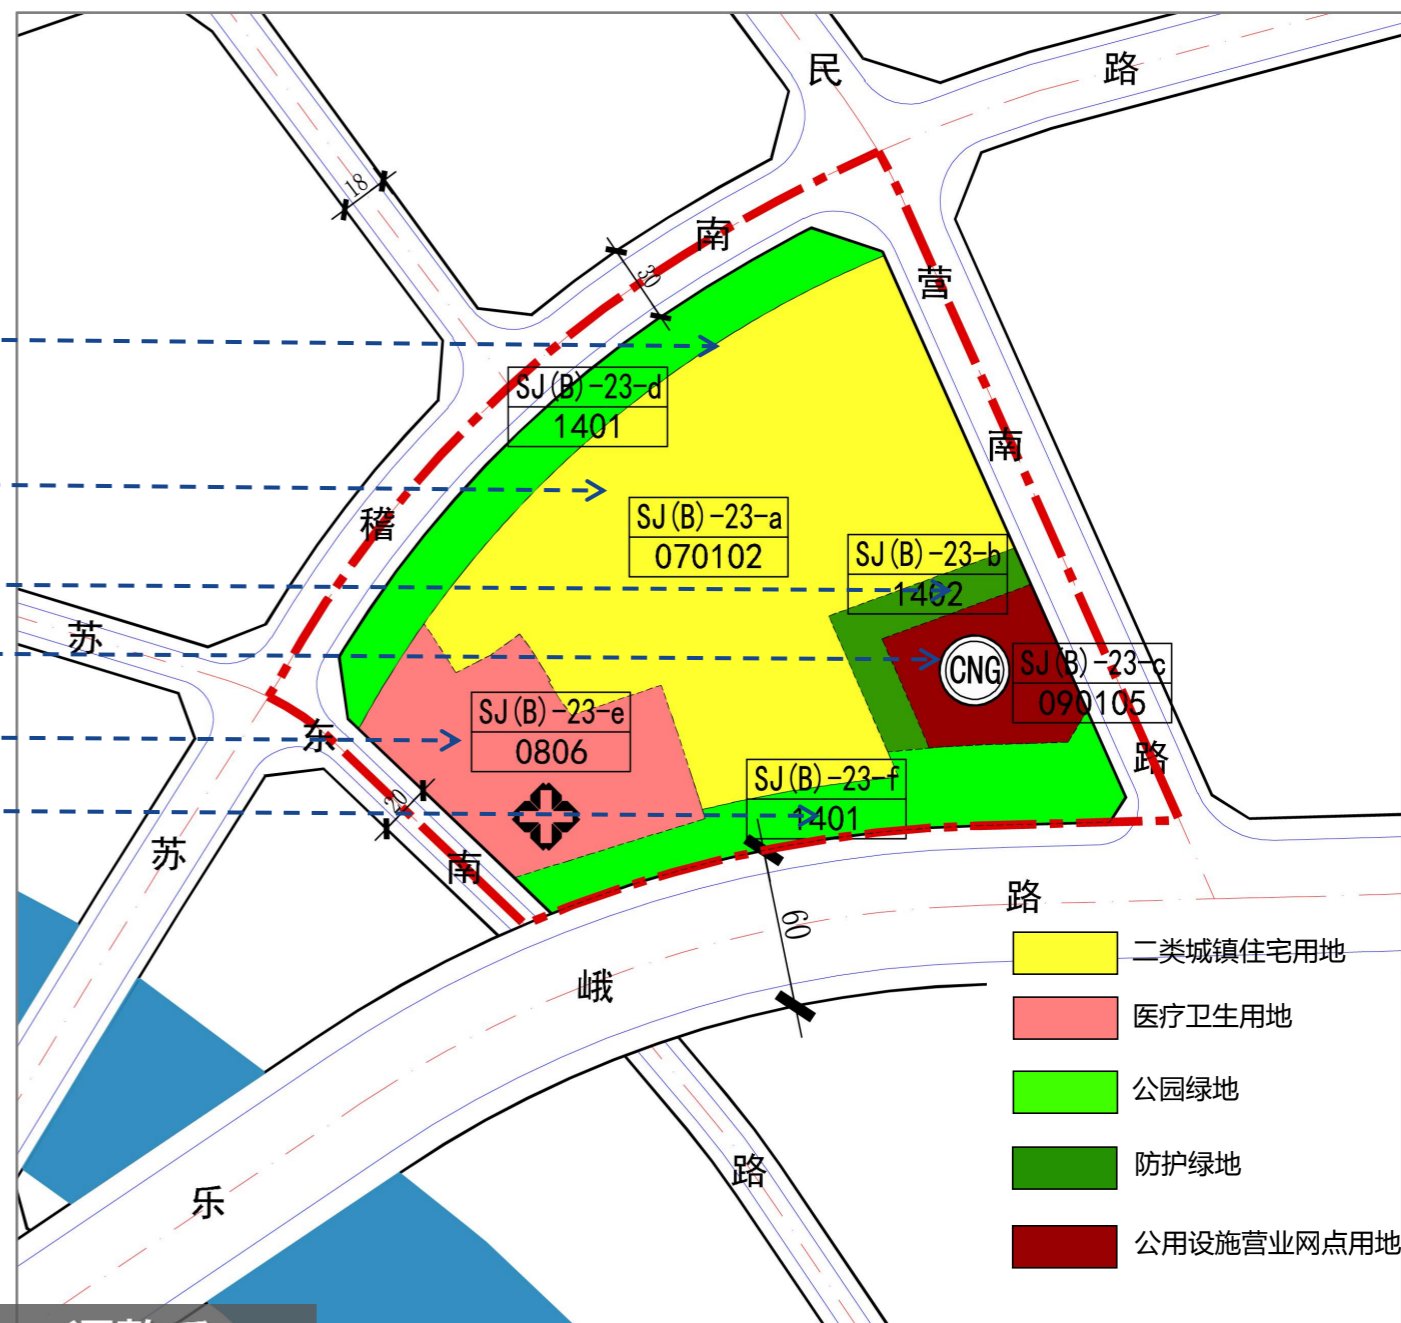 民
路
18
南
30
营
SJ(B)-23-d
1401
南
稽
SJ(B)-23-a
070102
SJ(B)-23-b
1402
苏
CNG
SJ(B)-23-c
090105
SJ(B)-23-e
0806
东
路
SJ(B)-23-f
1401
20
苏
南
路
60
二类城镇住宅用地
峨
医疗卫生用地
公园绿地
防护绿地
路
乐
公用设施营业网点用地